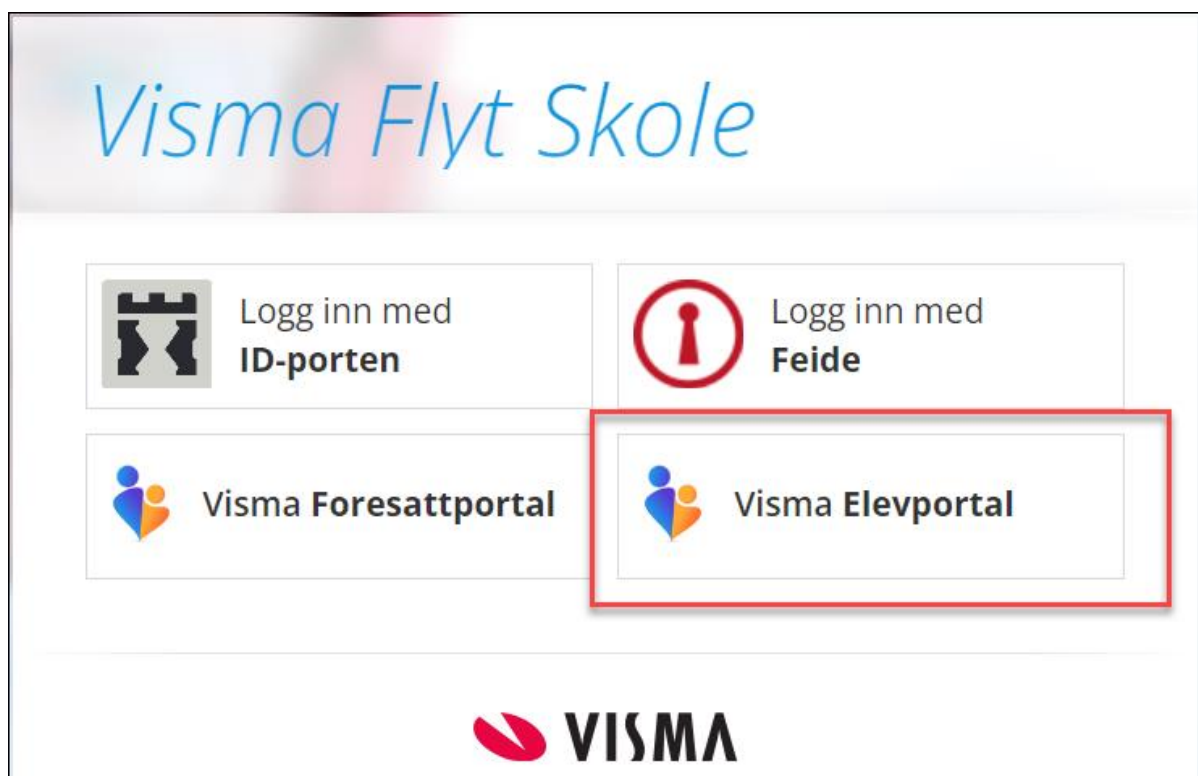 Visma Flyt Skole
Logg inn med
ID-porten
Logg inn med
Feide
Visma Foresattportal
Visma Elevportal
VISMA